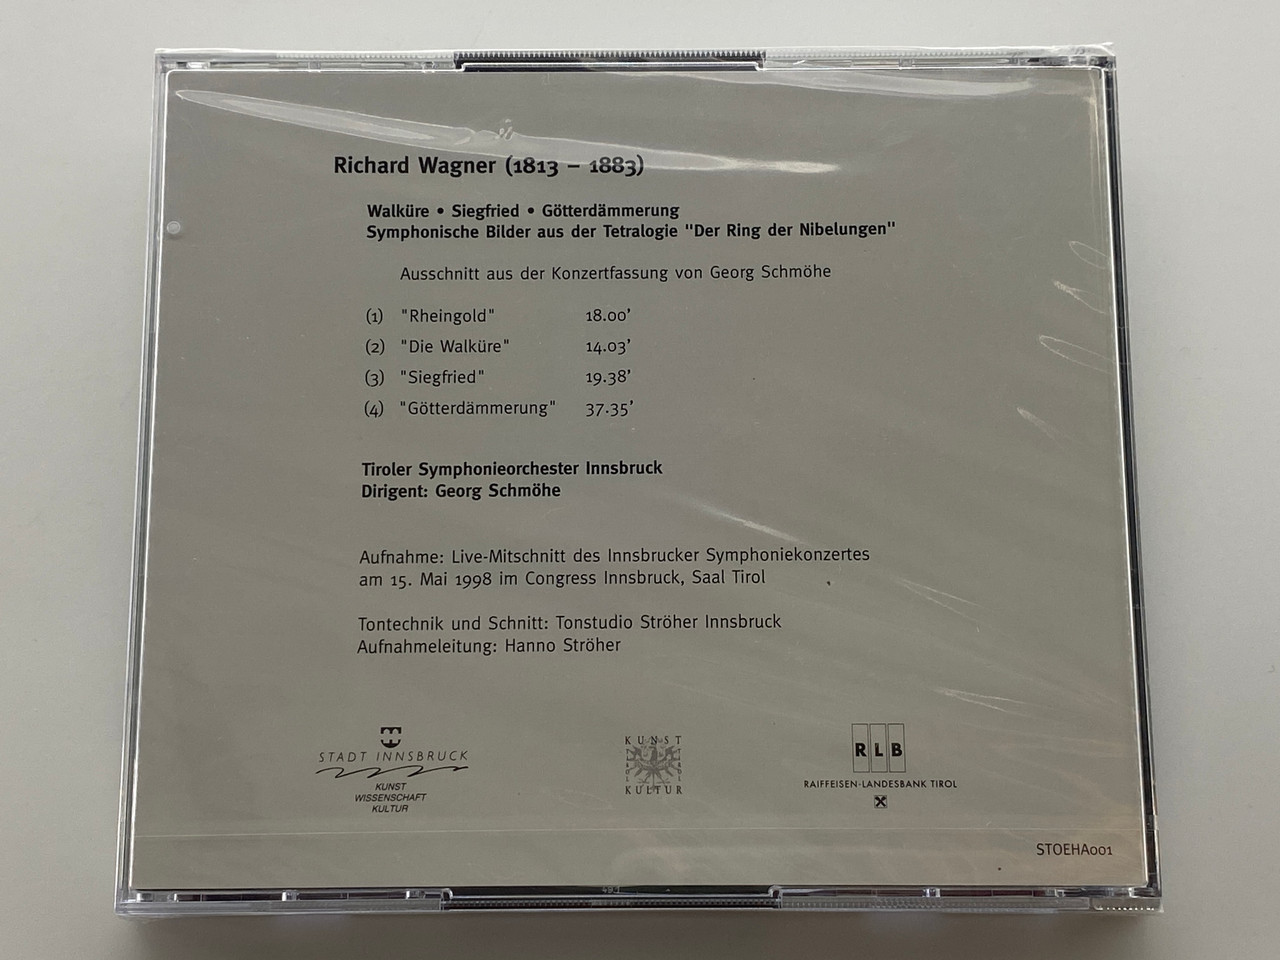 Richard Wagner (1813 – 1883)
Walküre • Siegfried • Götterdämmerung
Symphonische Bilder aus der Tetralogie "Der Ring der Nibelungen"
Ausschnitt aus der Konzertfassung von Georg Schmöhe
(1) "Rheingold" 18.00'
(2) "Die Walküre" 14.03'
(3) "Siegfried" 19.38'
(4) "Götterdämmerung" 37.35'
Tiroler Symphonieorchester Innsbruck
Dirigent: Georg Schmöhe
Aufnahme: Live-Mitschnitt des Innsbrucker Symphoniekonzertes
am 15. Mai 1998 im Congress Innsbruck, Saal Tirol
Tontechnik und Schnitt: Tonstudio Ströher Innsbruck
Aufnahmeleitung: Hanno Ströher
STADT INNSBRUCK
KUNST
WISSENSCHAFT
KULTUR
KUNST
KULTUR
RLB
RAIFFEISEN-LANDESBANK TIROL
STOEHA001